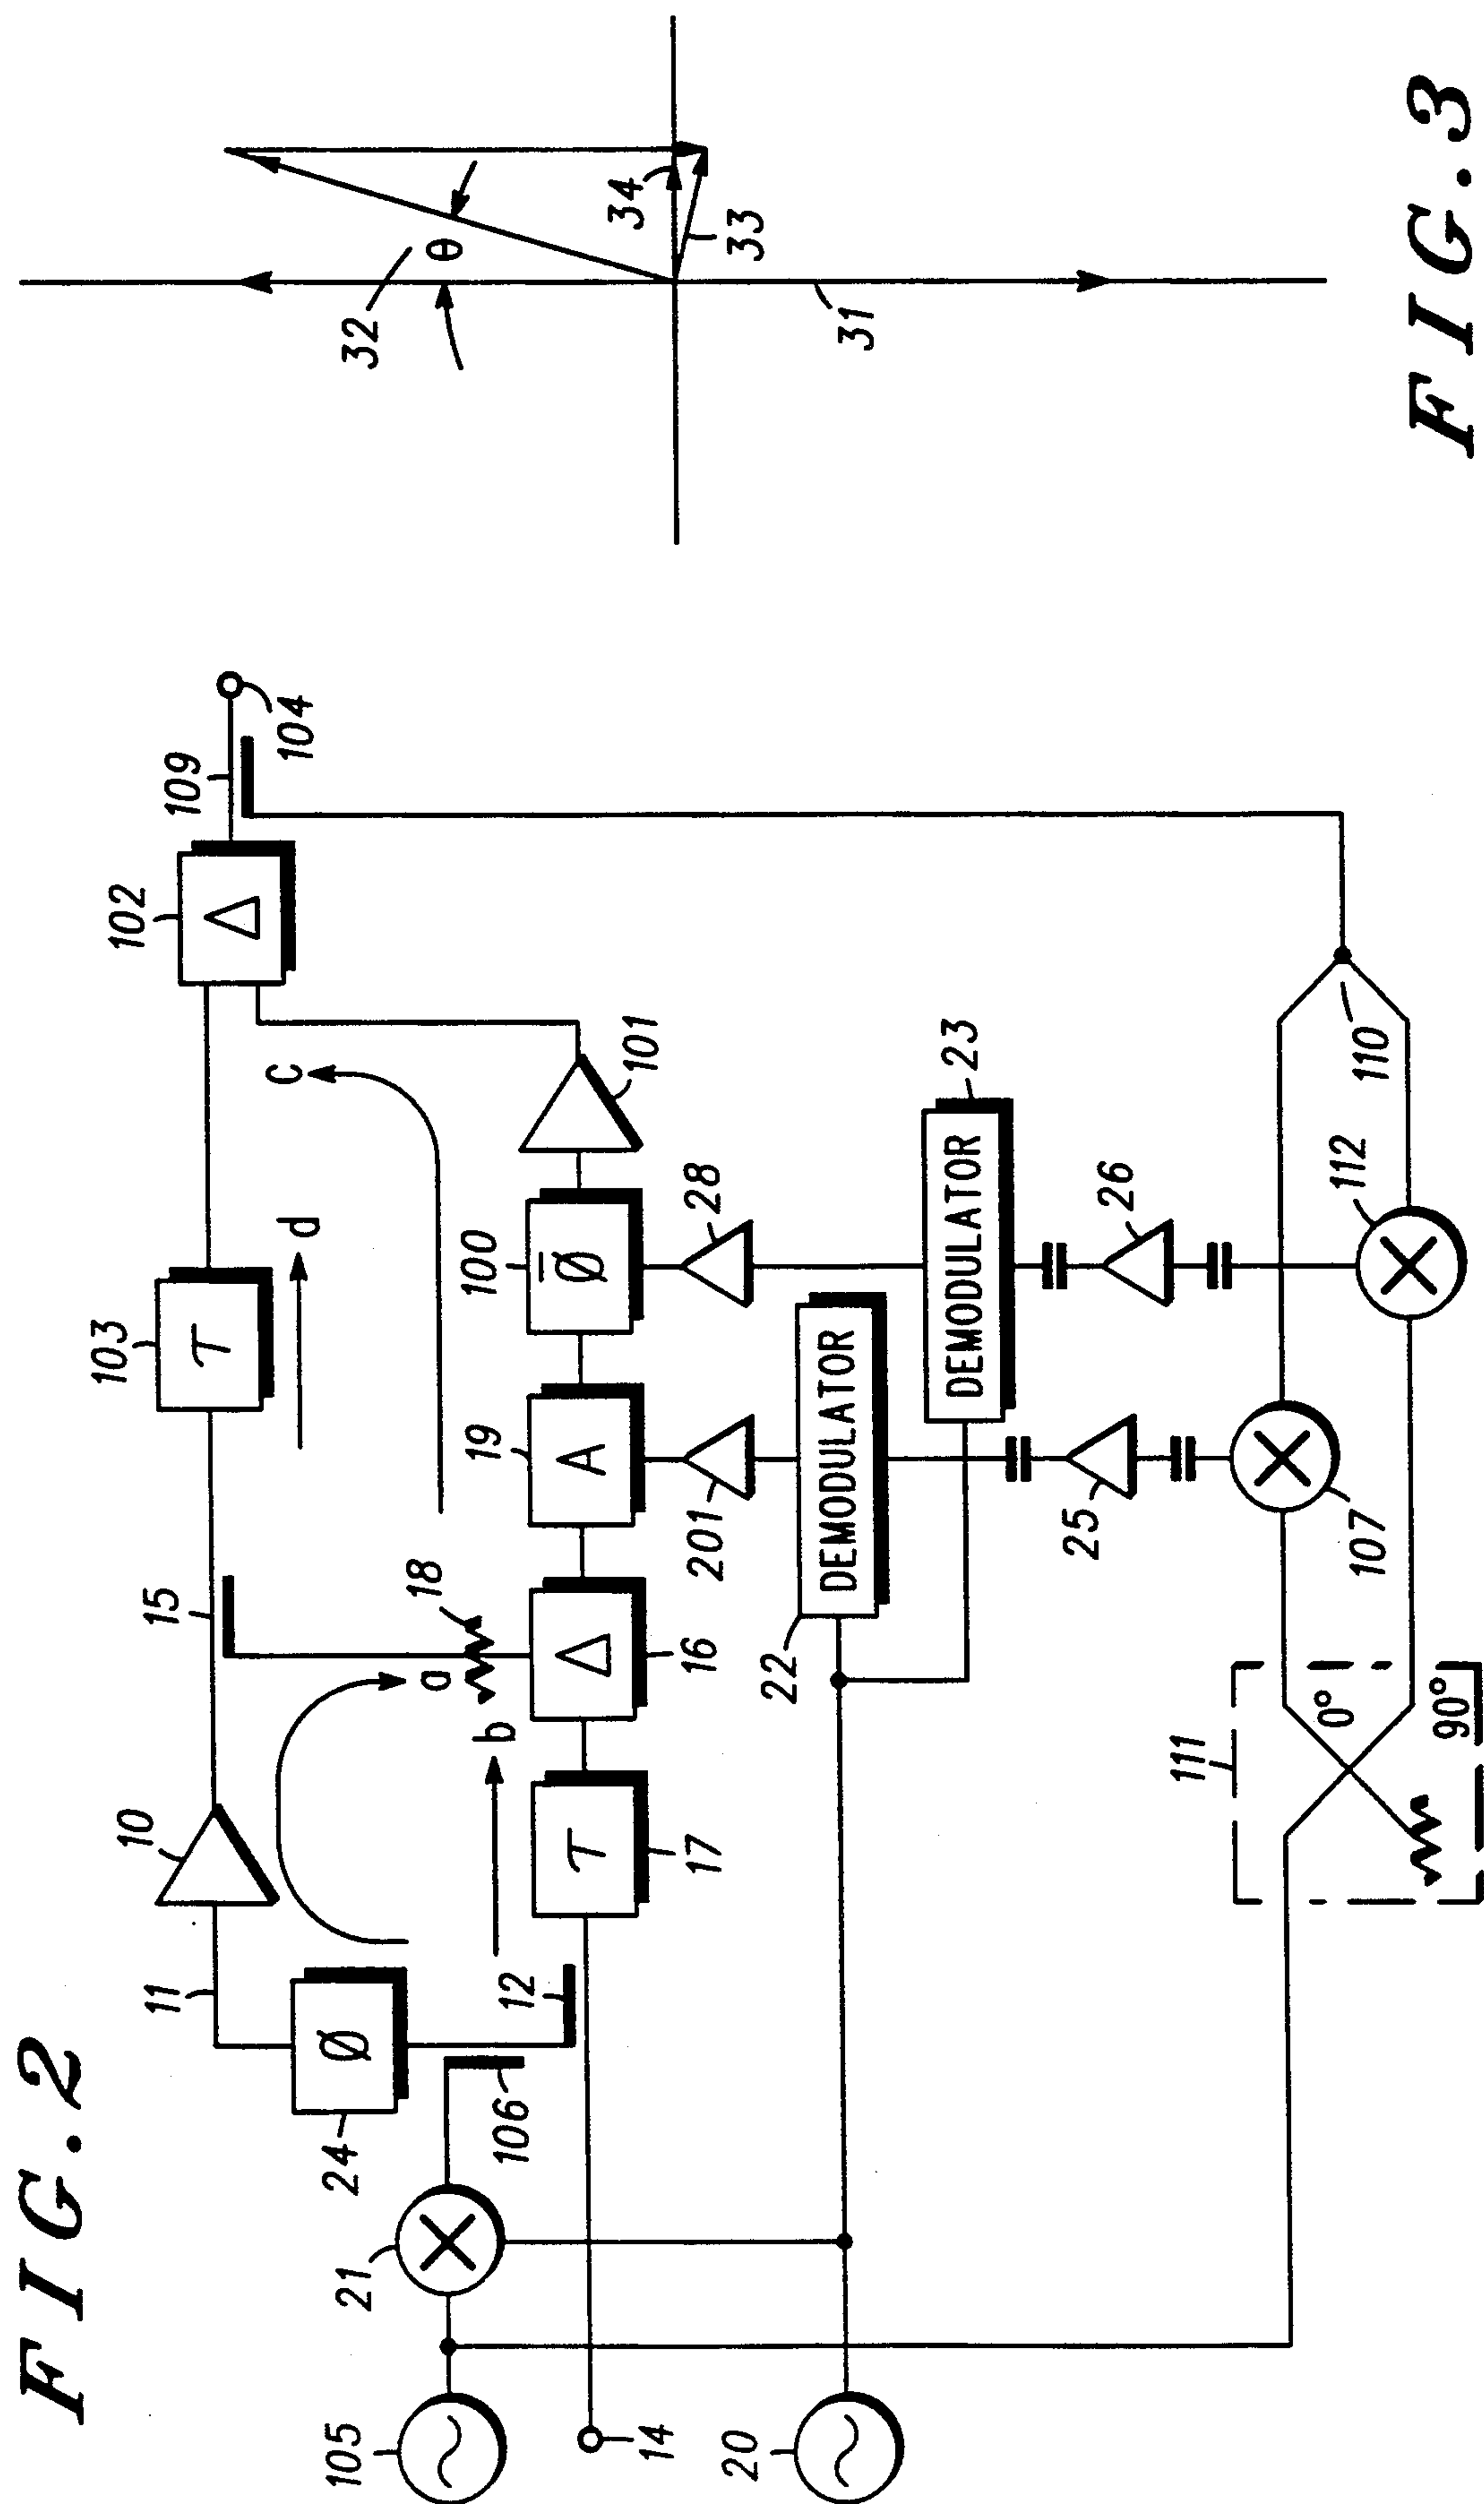 FIG.2
105
14
20
21
106
24
12
11
10
a
b
17
16
18
15
19
A
100
Φ̅
Ø
T
T
Δ
Δ
103
d
c
101
102
109
104
201
28
22
DEMODULATOR
23
DEMODULATOR
25
26
107
112
110
111
0°
90°
FIG.3
32
θ
34
33
31